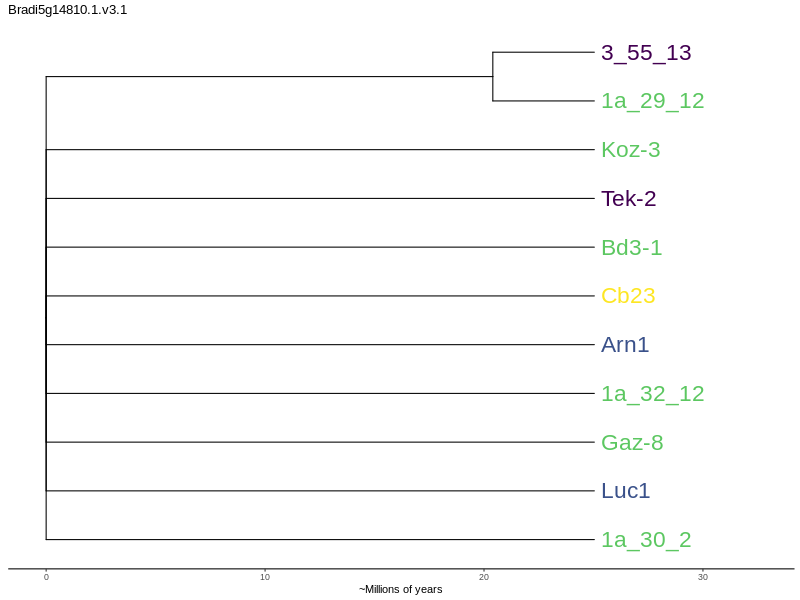 Bradi5g14810.1.v3.1
3_55_13
1a_29_12
Koz-3
Tek-2
Bd3-1
Cb23
Arn1
1a_32_12
Gaz-8
Luc1
1a_30_2
0 10 20 30
~Millions of years